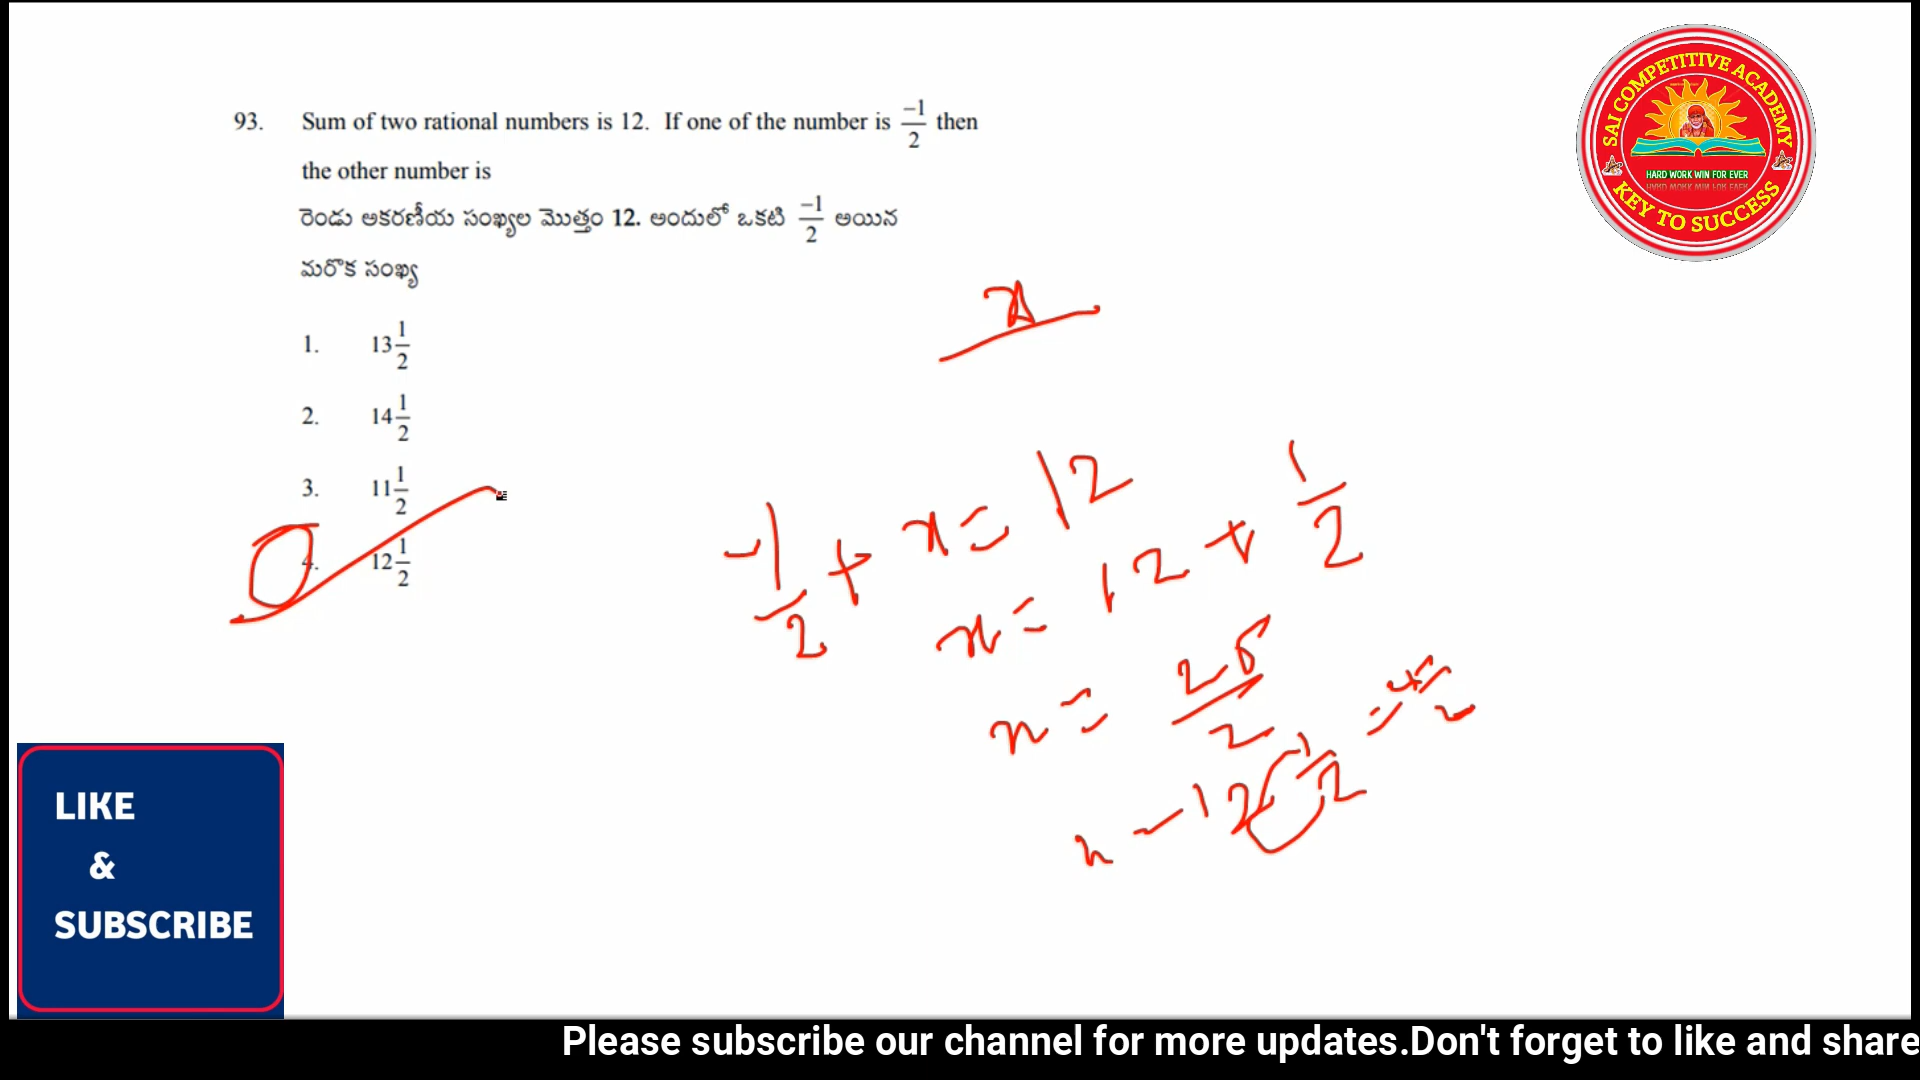 93. Sum of two rational numbers is 12. If one of the number is -1/2 then
the other number is
రెండు అకరణీయ సంఖ్యల మొత్తం 12. అందులో ఒకటి -1/2 అయిన
మరొక సంఖ్య
1. 13 1/2
2. 14 1/2
3. 11 1/2
4. 12 1/2
x
-1/2 + x = 12
x = 12 + 1/2
x =
12 1/2
SAI COMPETITIVE ACADEMY
HARD WORK WIN FOR EVER
KEY TO SUCCESS
LIKE
&
SUBSCRIBE
Please subscribe our channel for more updates.Don't forget to like and share